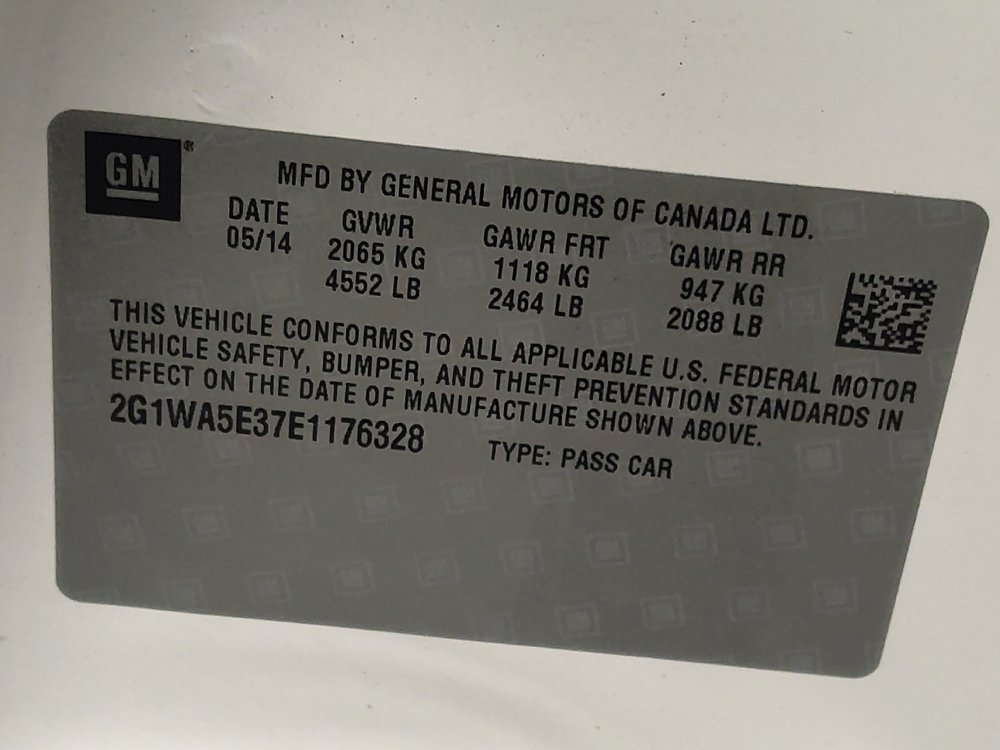 GM®
MFD BY GENERAL MOTORS OF CANADA LTD.
DATE GVWR GAWR FRT GAWR RR
05/14 2065 KG 1118 KG 947 KG
4552 LB 2464 LB 2088 LB
THIS VEHICLE CONFORMS TO ALL APPLICABLE U.S. FEDERAL MOTOR
VEHICLE SAFETY, BUMPER, AND THEFT PREVENTION STANDARDS IN
EFFECT ON THE DATE OF MANUFACTURE SHOWN ABOVE.
2G1WA5E37E1176328 TYPE: PASS CAR